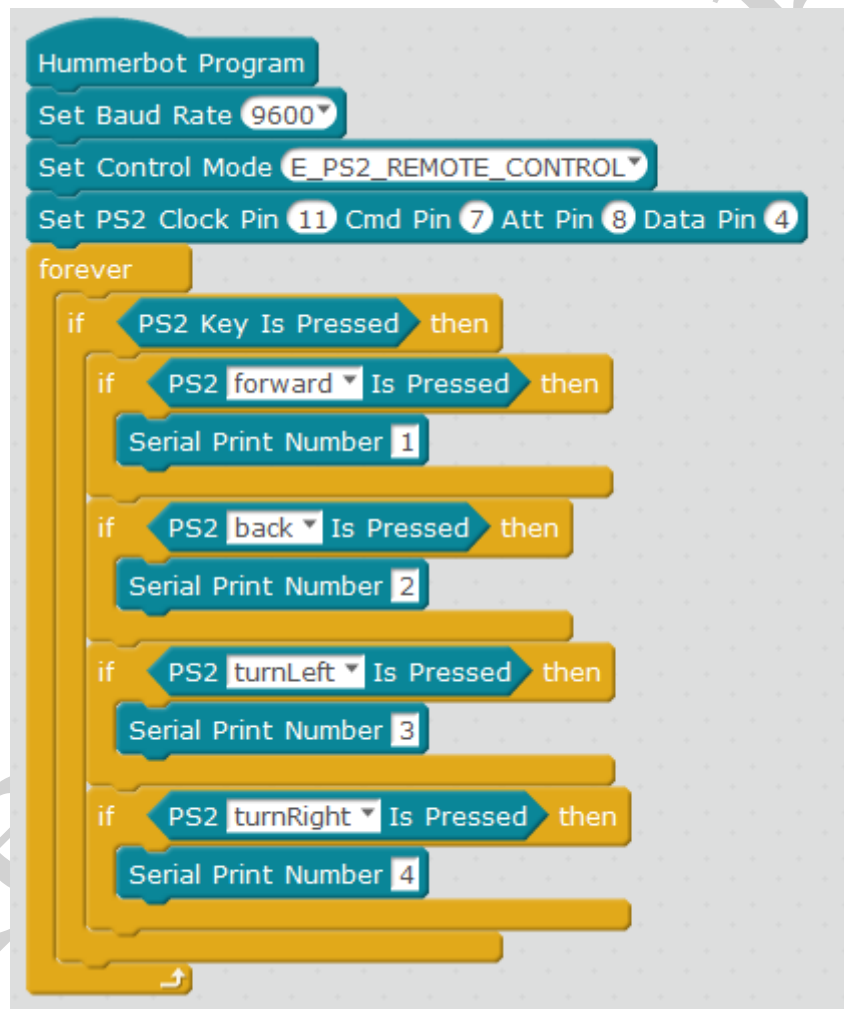 Hummerbot Program
Set Baud Rate 9600
Set Control Mode E_PS2_REMOTE_CONTROL
Set PS2 Clock Pin 11 Cmd Pin 7 Att Pin 8 Data Pin 4
forever
if PS2 Key Is Pressed then
if PS2 forward Is Pressed then
Serial Print Number 1
if PS2 back Is Pressed then
Serial Print Number 2
if PS2 turnLeft Is Pressed then
Serial Print Number 3
if PS2 turnRight Is Pressed then
Serial Print Number 4